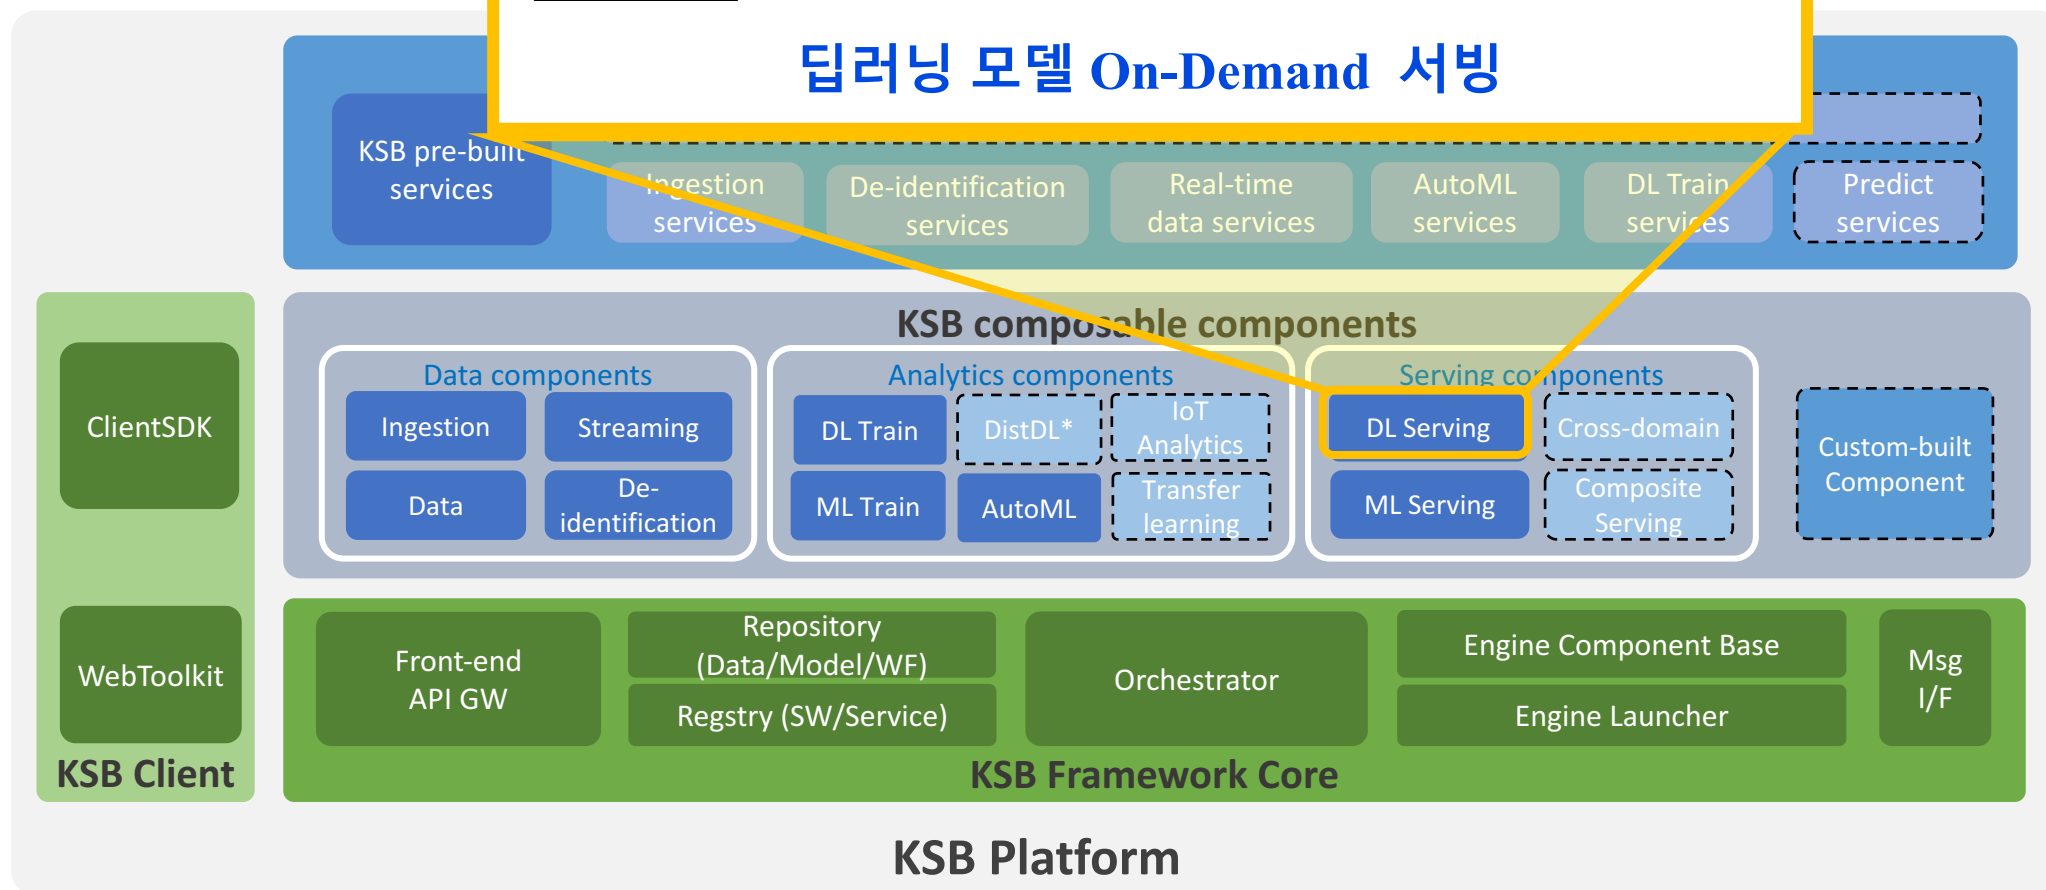 딥러닝 모델 On-Demand 서빙
KSB pre-built
services
Ingestion
services
De-identification
services
Real-time
data services
AutoML
services
DL Train
services
Predict
services
KSB composable components
Data components
Ingestion
Streaming
Data
De-
identification
Analytics components
DL Train
DistDL*
IoT
Analytics
ML Train
AutoML
Transfer
learning
Serving components
DL Serving
Cross-domain
ML Serving
Composite
Serving
Custom-built
Component
ClientSDK
WebToolkit
KSB Client
Front-end
API GW
Repository
(Data/Model/WF)
Regstry (SW/Service)
Orchestrator
Engine Component Base
Engine Launcher
Msg
I/F
KSB Framework Core
KSB Platform